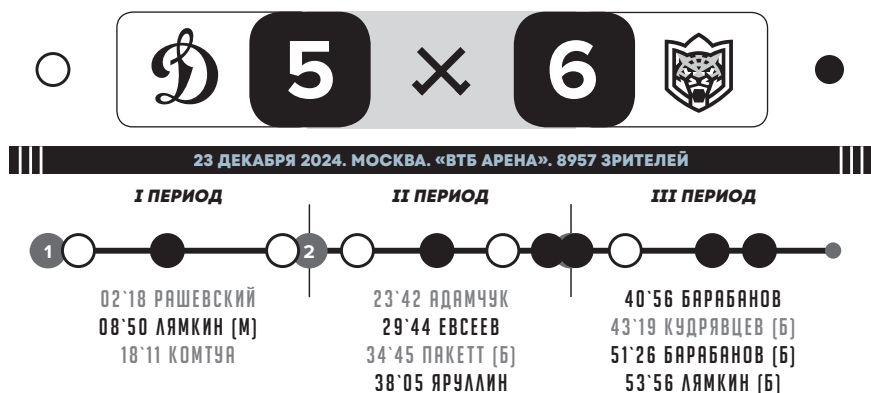 5 6
23 ДЕКАБРЯ 2024. МОСКВА. «ВТБ АРЕНА». 8957 ЗРИТЕЛЕЙ
I ПЕРИОД
II ПЕРИОД
III ПЕРИОД
1
2
02`18 РАШЕВСКИЙ
08`50 ЛЯМКИН (М)
18`11 КОМТУА
23`42 АДАМЧУК
29`44 ЕВСЕЕВ
34`45 ПАКЕТТ (Б)
38`05 ЯРУЛЛИН
40`56 БАРАБАНОВ
43`19 КУДРЯВЦЕВ (Б)
51`26 БАРАБАНОВ (Б)
53`56 ЛЯМКИН (Б)